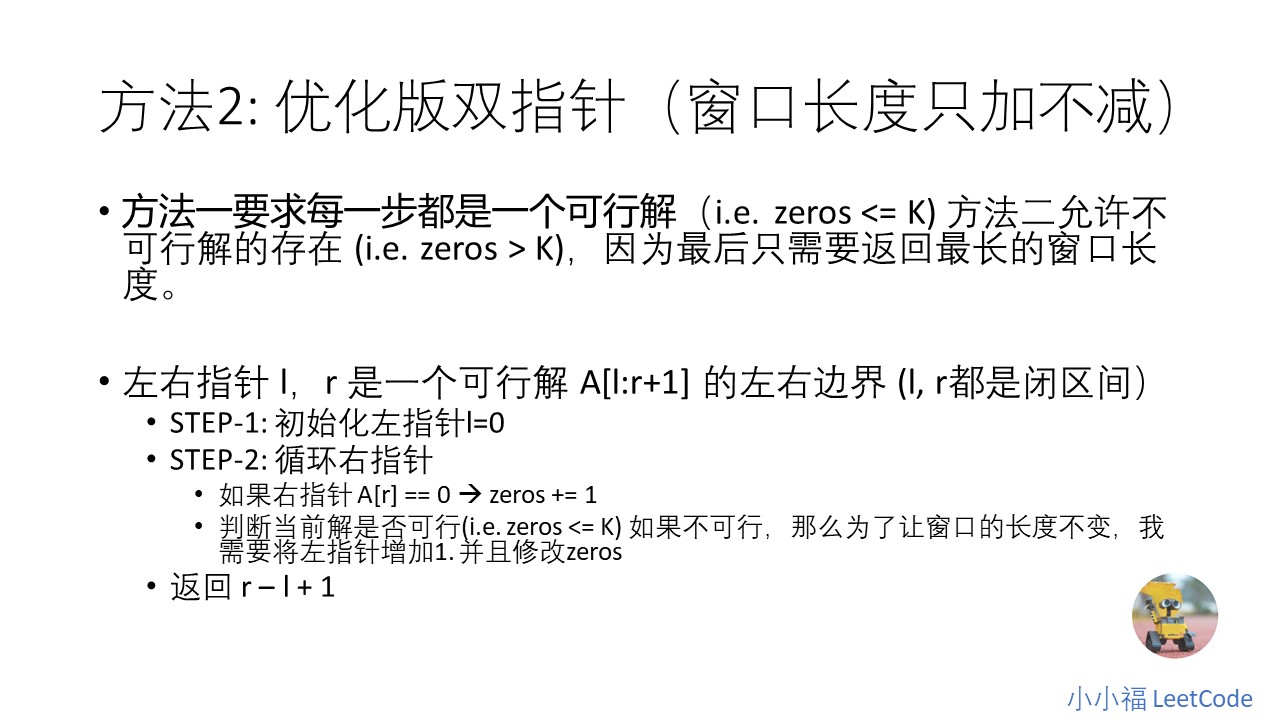 方法2: 优化版双指针（窗口长度只加不减）
• 方法一要求每一步都是一个可行解（i.e. zeros <= K) 方法二允许不
可行解的存在 (i.e. zeros > K)，因为最后只需要返回最长的窗口长
度。
• 左右指针 l，r 是一个可行解 A[l:r+1] 的左右边界 (l, r都是闭区间）
• STEP-1: 初始化左指针l=0
• STEP-2: 循环右指针
• 如果右指针 A[r] == 0 → zeros += 1
• 判断当前解是否可行(i.e. zeros <= K) 如果不可行，那么为了让窗口的长度不变，我
需要将左指针增加1. 并且修改zeros
• 返回 r – l + 1
小小福 LeetCode